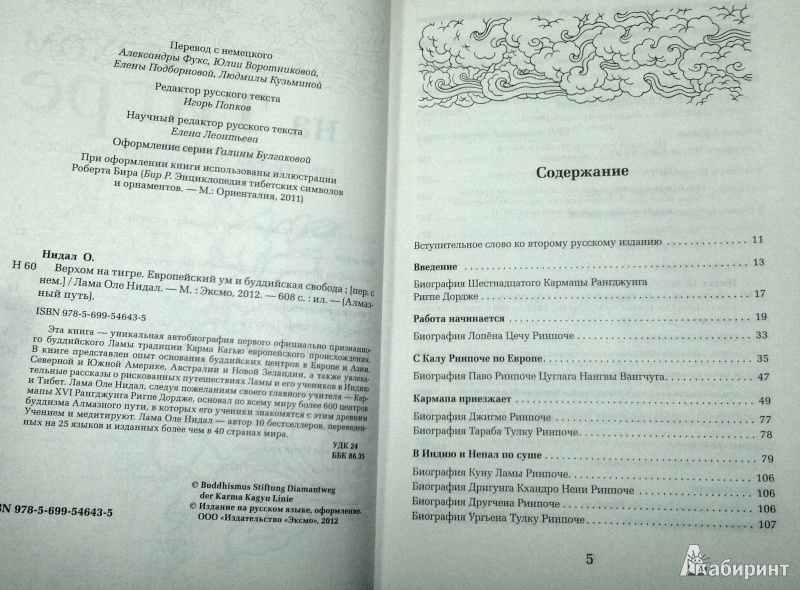 Перевод с немецкого
Александры Фукс, Юлии Воротниковой,
Елены Подборновой, Людмилы Кузьминой
Редактор русского текста
Игорь Попков
Научный редактор русского текста
Елена Леонтьева
Оформление серии Галины Булгаковой
При оформлении книги использованы иллюстрации
Роберта Бира (Бир Р. Энциклопедия тибетских символов
и орнаментов. — М.: Ориенталия, 2011)
Нидал О.
Н 60 Верхом на тигре. Европейский ум и буддийская свобода ; [пер. с
нем.] / Лама Оле Нидал. — М. : Эксмо, 2012. — 608 с. : ил. — (Алмаз-
ный путь).
ISBN 978-5-699-54643-5
Эта книга — уникальная автобиография первого официально признанно-
го буддийского Ламы традиции Карма Кагью европейского происхождения.
В книге представлен опыт основания буддийских центров в Европе и Азии,
Северной и Южной Америке, Австралии и Новой Зеландии, а также увлека-
тельные рассказы о рискованных путешествиях Ламы и его учеников в Индию
и Тибет. Лама Оле Нидал, следуя пожеланиям своего главного учителя — Кар-
мапы XVI Рангджунга Ригпе Дордже, основал по всему миру более 600 центров
буддизма Алмазного пути, в которых его ученики знакомятся с этим древним
Учением и медитируют. Лама Оле Нидал — автор 10 бестселлеров, переведен-
ных на 25 языков и изданных более чем в 40 странах мира.
УДК 24
ББК 86.35
© Buddhismus Stiftung Diamantweg
der Karma Kagyu Linie
© Издание на русском языке, оформление.
ООО «Издательство «Эксмо», 2012
BN 978-5-699-54643-5
Содержание
Вступительное слово ко второму русскому изданию 11
Введение 13
Биография Шестнадцатого Кармапы Рангджунга
Ригпе Дордже 17
Работа начинается 19
Биография Лопёна Цечу Ринпоче 33
С Калу Ринпоче по Европе 35
Биография Паво Ринпоче Цуглага Нангвы Вангчуга 47
Кармапа приезжает 49
Биография Джигме Ринпоче 77
Биография Тараба Тулку Ринпоче 78
В Индию и Непал по суше 79
Биография Куну Ламы Ринпоче 106
Биография Дригунга Кхандро Нени Ринпоче 106
Биография Другчена Ринпоче 106
Биография Ургьена Тулку Ринпоче 107
5
Лабиринт